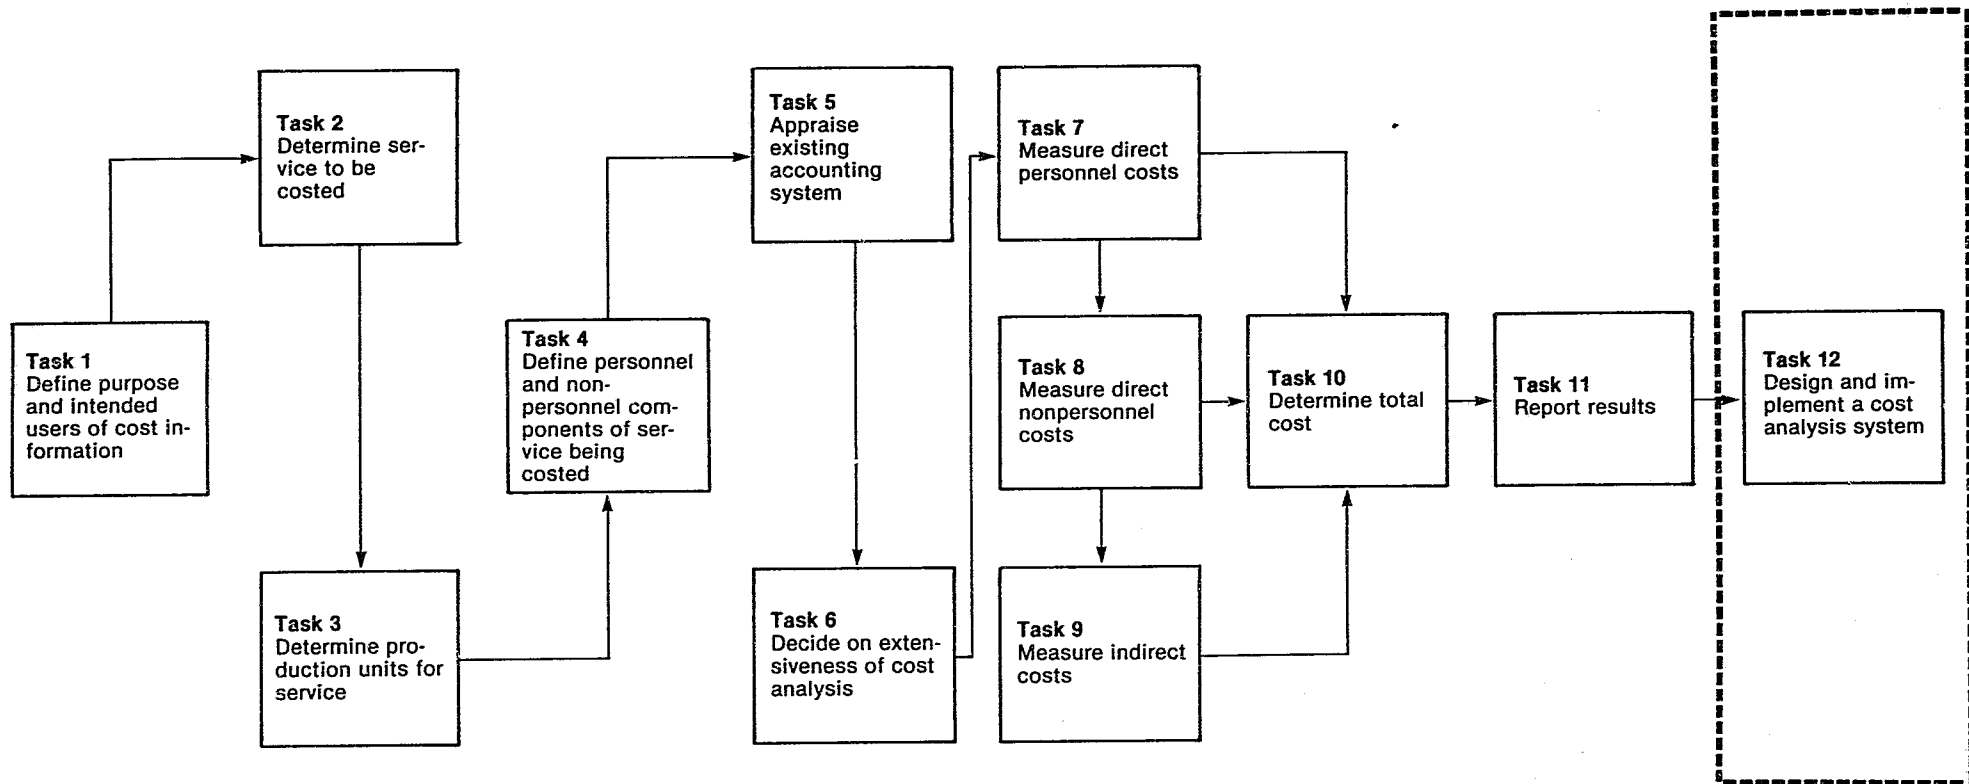 Task 1
Define purpose
and intended
users of cost in-
formation
Task 2
Determine ser-
vice to be
costed
Task 3
Determine pro-
duction units for
service
Task 4
Define personnel
and non-
personnel com-
ponents of ser-
vice being
costed
Task 5
Appraise
existing
accounting
system
Task 6
Decide on exten-
siveness of cost
analysis
Task 7
Measure direct
personnel costs
Task 8
Measure direct
nonpersonnel
costs
Task 9
Measure indirect
costs
Task 10
Determine total
cost
Task 11
Report results
Task 12
Design and im-
plement a cost
analysis system